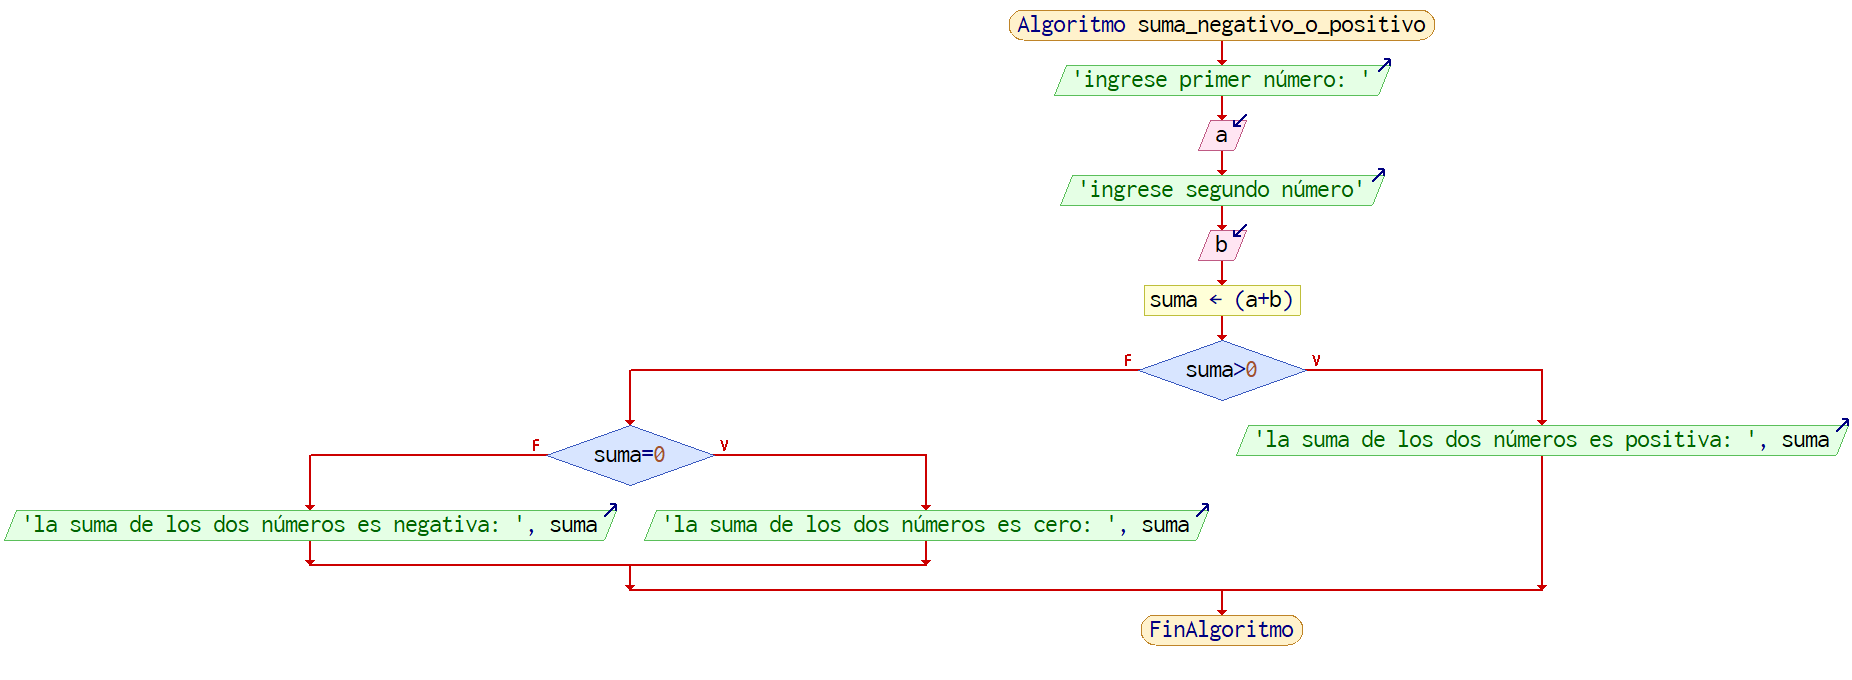 Algoritmo suma_negativo_o_positivo
'ingrese primer número: '
a
'ingrese segundo número'
b
suma ← (a+b)
F
suma>0
V
'la suma de los dos números es positiva: ', suma
F
suma=0
V
'la suma de los dos números es negativa: ', suma
'la suma de los dos números es cero: ', suma
FinAlgoritmo